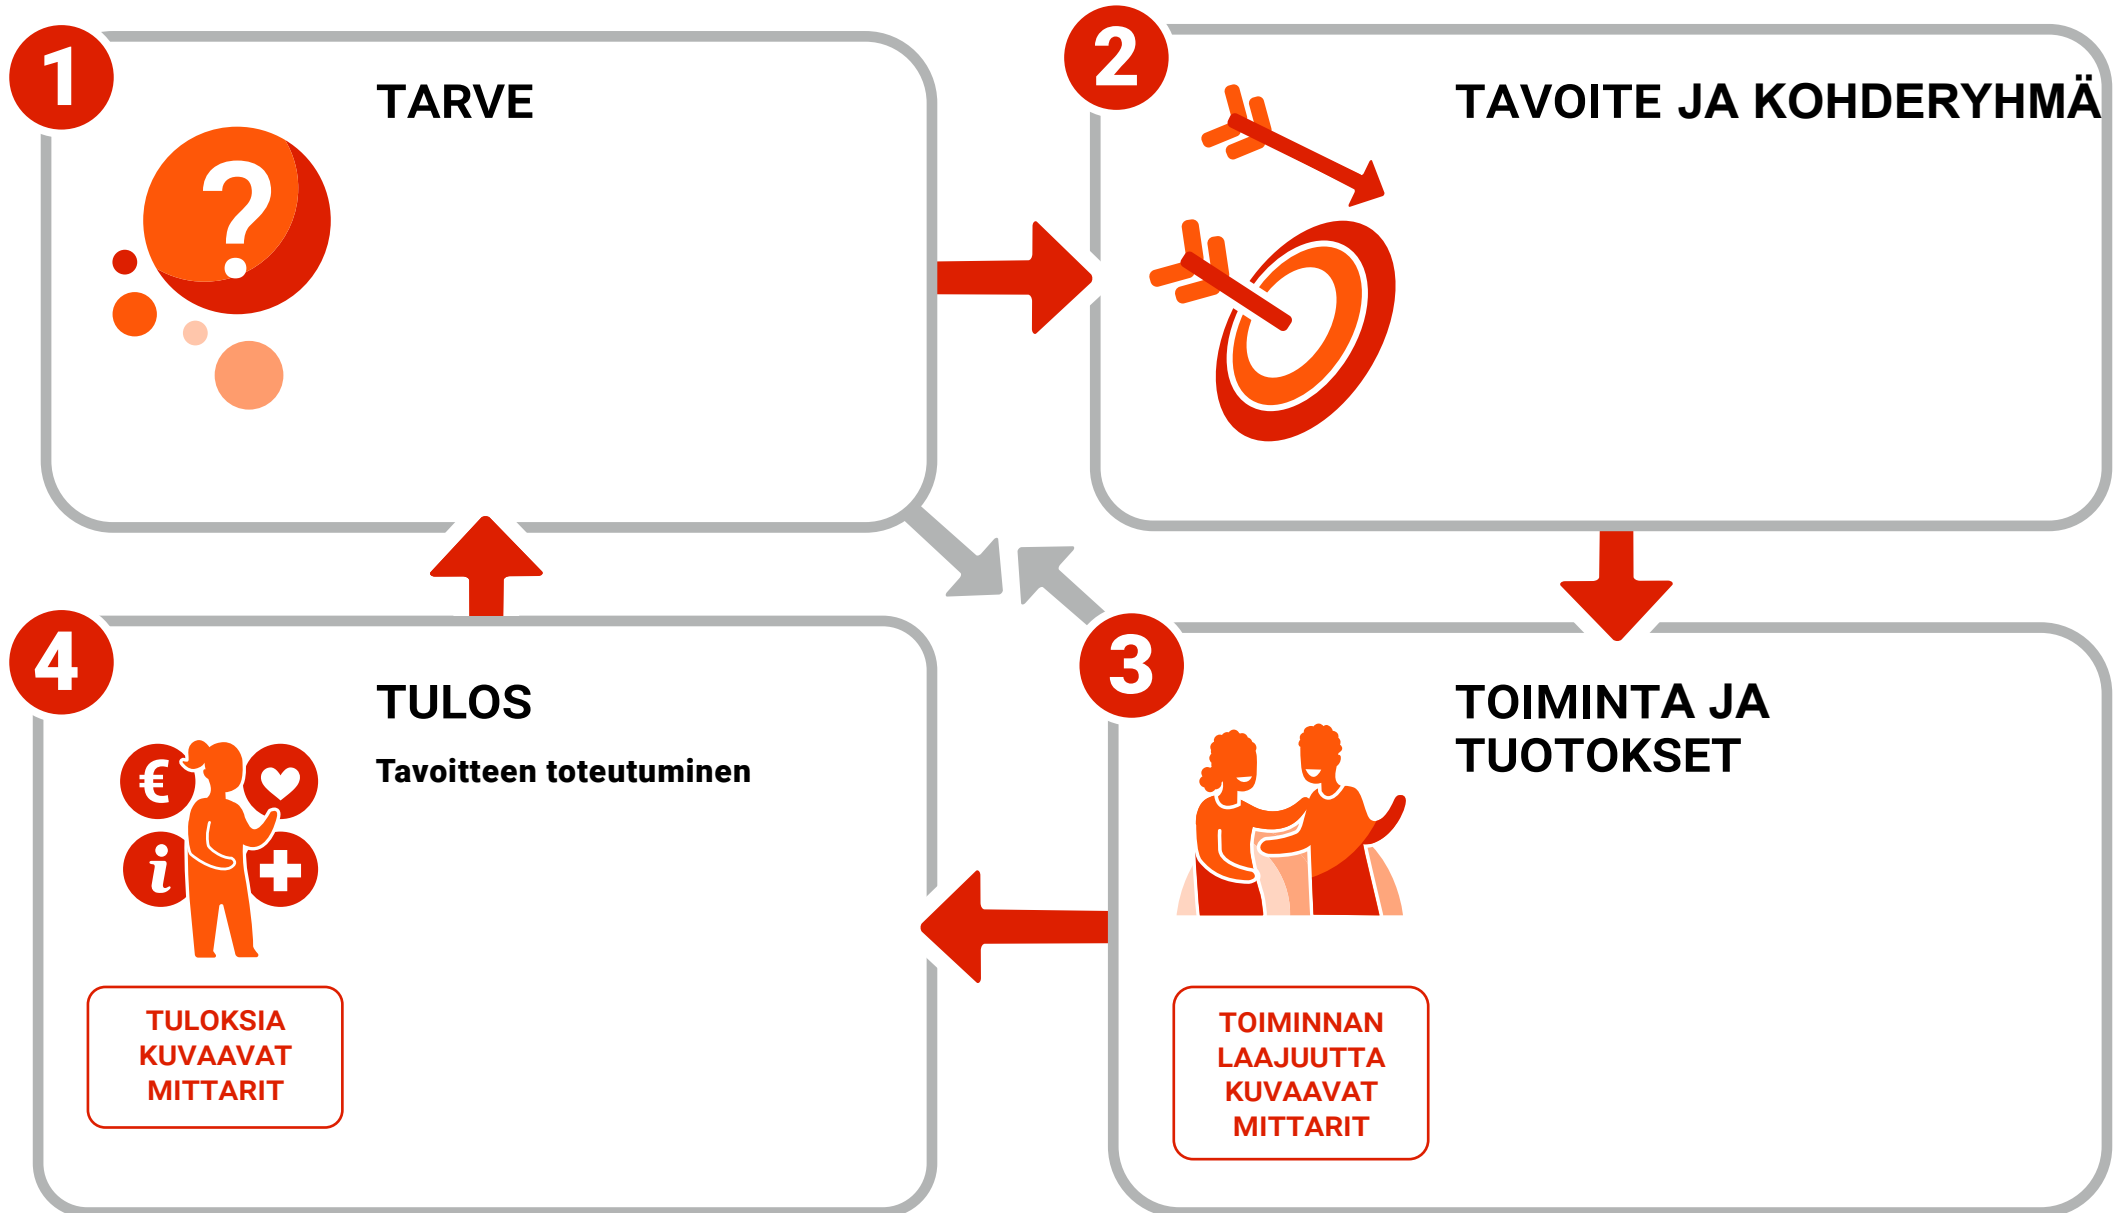 1
TARVE
?
2
TAVOITE JA KOHDERYHMÄ
4
TULOS
Tavoitteen toteutuminen
€
i
TULOKSIA
KUVAAVAT
MITTARIT
3
TOIMINTA JA
TUOTOKSET
TOIMINNAN
LAAJUUTTA
KUVAAVAT
MITTARIT